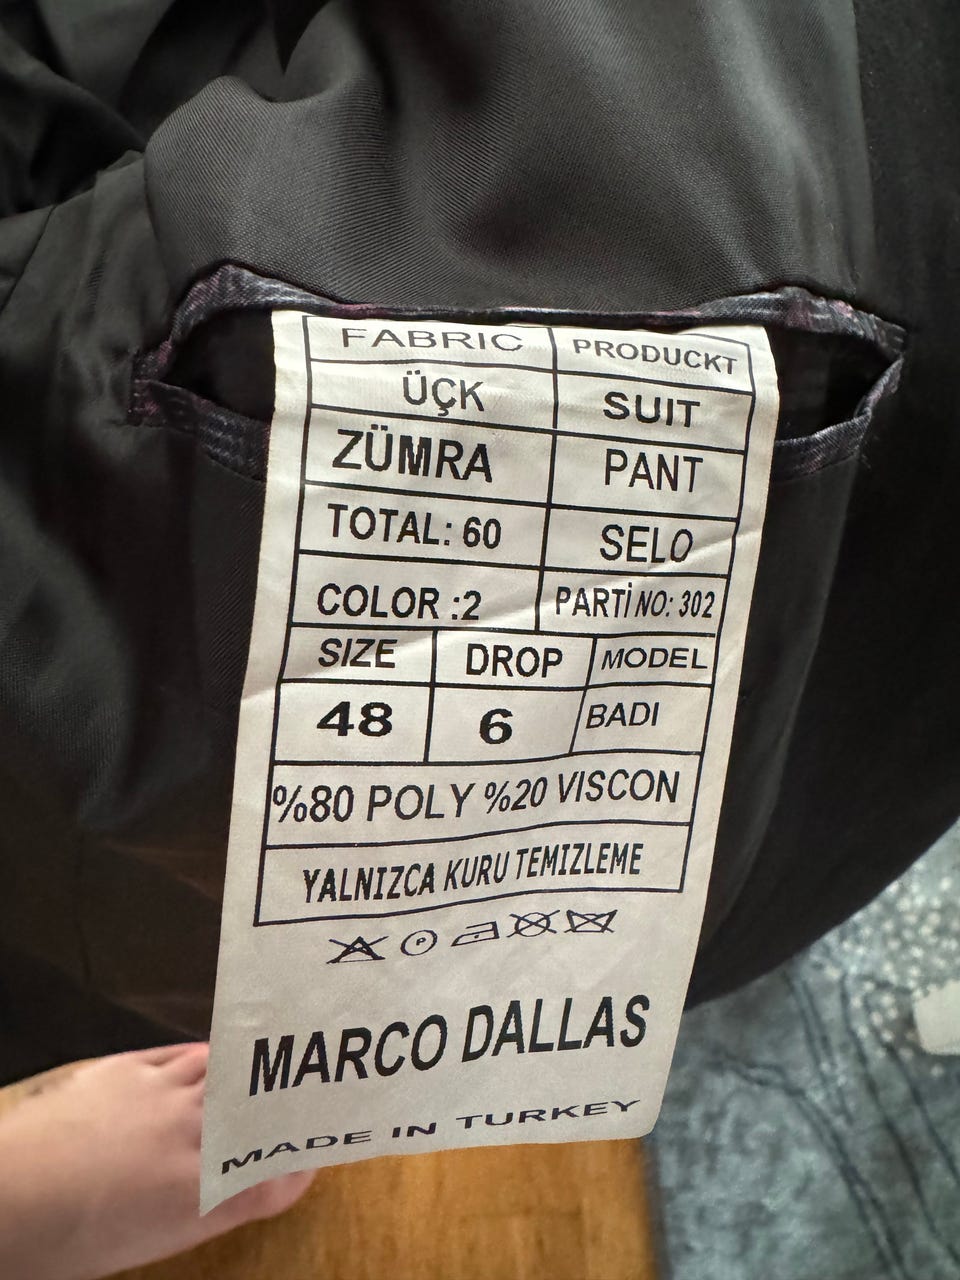 FABRIC PRODUCKT
ÜÇK SUIT
ZÜMRA PANT
TOTAL: 60 SELO
COLOR :2 PARTİ NO: 302
SIZE DROP MODEL
48 6 BADI
%80 POLY %20 VISCON
YALNIZCA KURU TEMIZLEME
P
MARCO DALLAS
MADE IN TURKEY